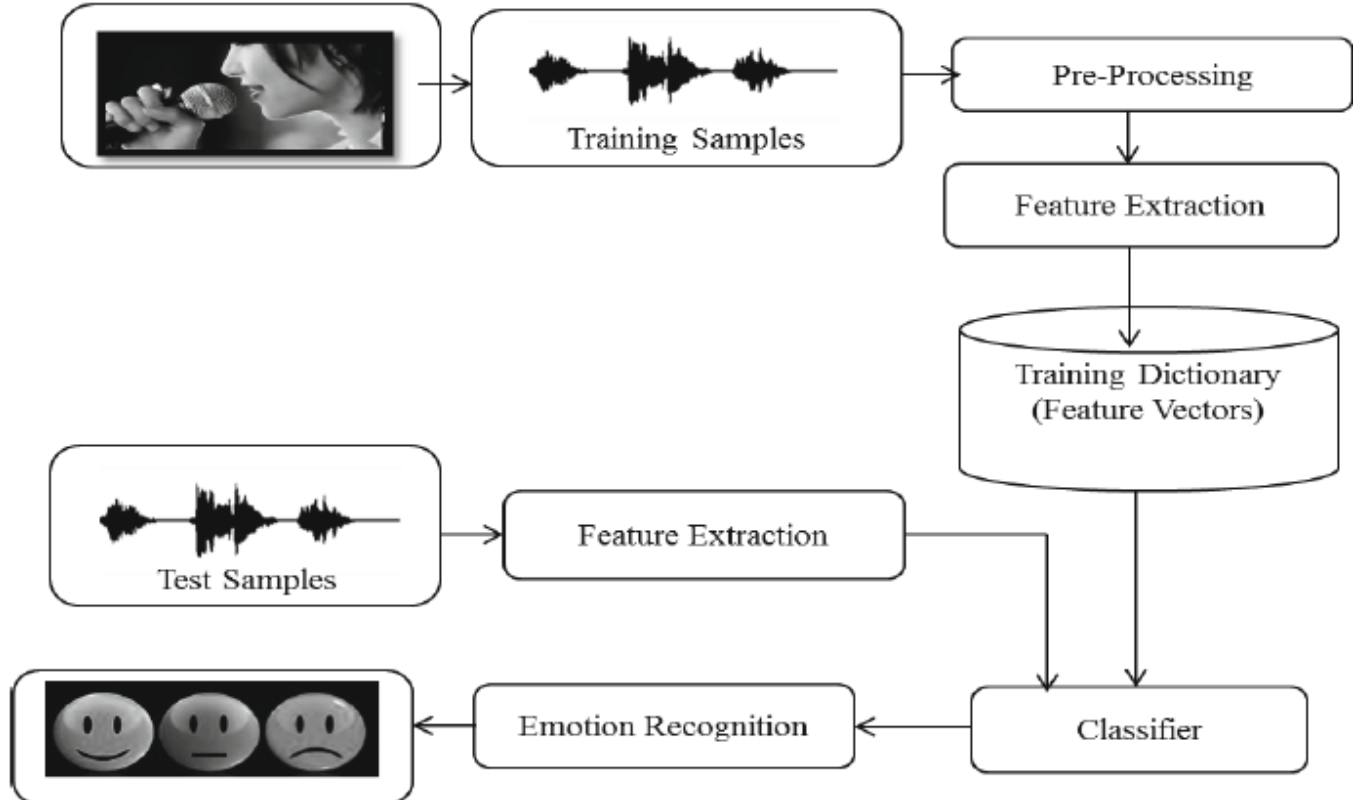 Training Samples
Pre-Processing
Feature Extraction
Training Dictionary
(Feature Vectors)
Test Samples
Feature Extraction
Emotion Recognition
Classifier